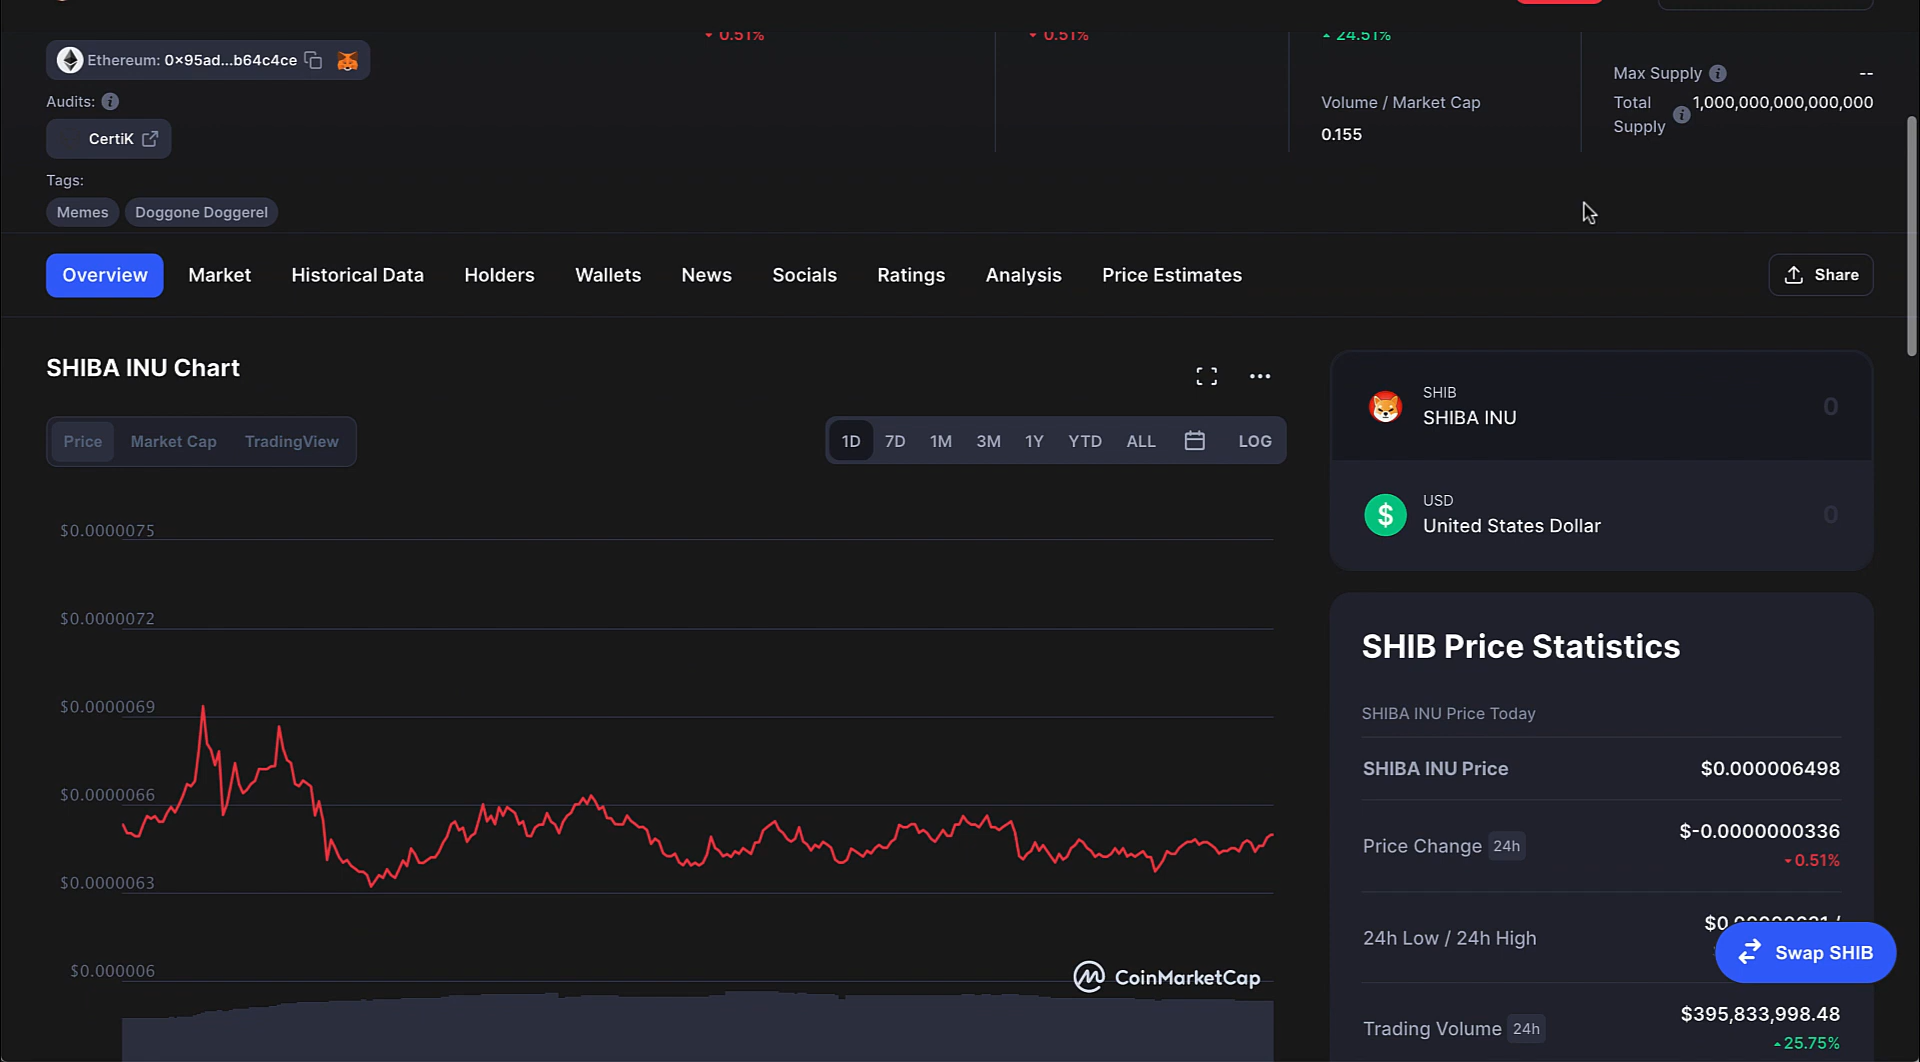 0.51%
0.51%
24.51%
Ethereum: 0×95ad...b64c4ce
Max Supply
--
Total Supply
1,000,000,000,000,000
Audits:
Volume / Market Cap
0.155
CertiK
Tags:
Memes
Doggone Doggerel
Overview
Market
Historical Data
Holders
Wallets
News
Socials
Ratings
Analysis
Price Estimates
Share
SHIBA INU Chart
Price
Market Cap
TradingView
1D
7D
1M
3M
1Y
YTD
ALL
LOG
$0.0000075
$0.0000072
$0.0000069
$0.0000066
$0.0000063
$0.000006
CoinMarketCap
SHIB
SHIBA INU
0
USD
United States Dollar
0
SHIB Price Statistics
SHIBA INU Price Today
SHIBA INU Price
$0.000006498
Price Change 24h
$-0.0000000336
0.51%
24h Low / 24h High
Swap SHIB
Trading Volume 24h
$395,833,998.48
25.75%